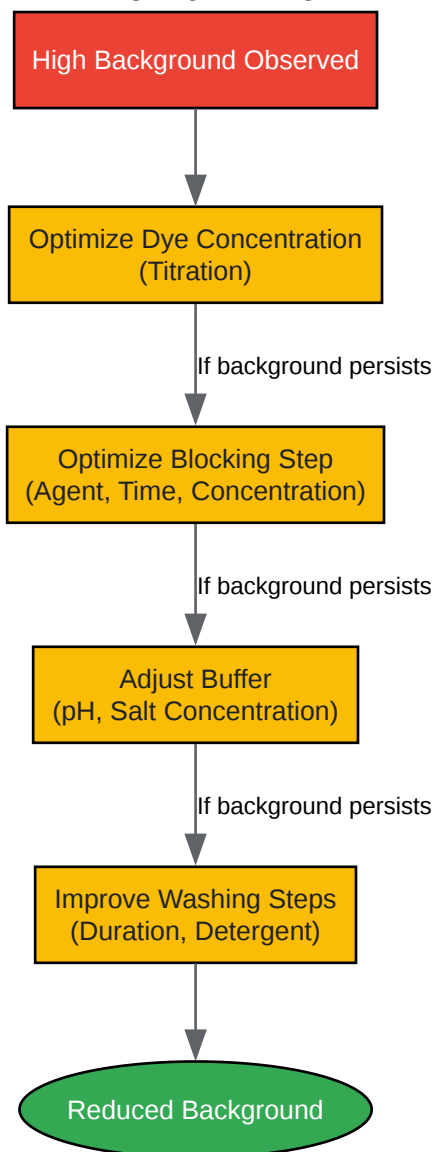 High Background Observed
Optimize Dye Concentration
(Titration)
If background persists
Optimize Blocking Step
(Agent, Time, Concentration)
If background persists
Adjust Buffer
(pH, Salt Concentration)
If background persists
Improve Washing Steps
(Duration, Detergent)
Reduced Background